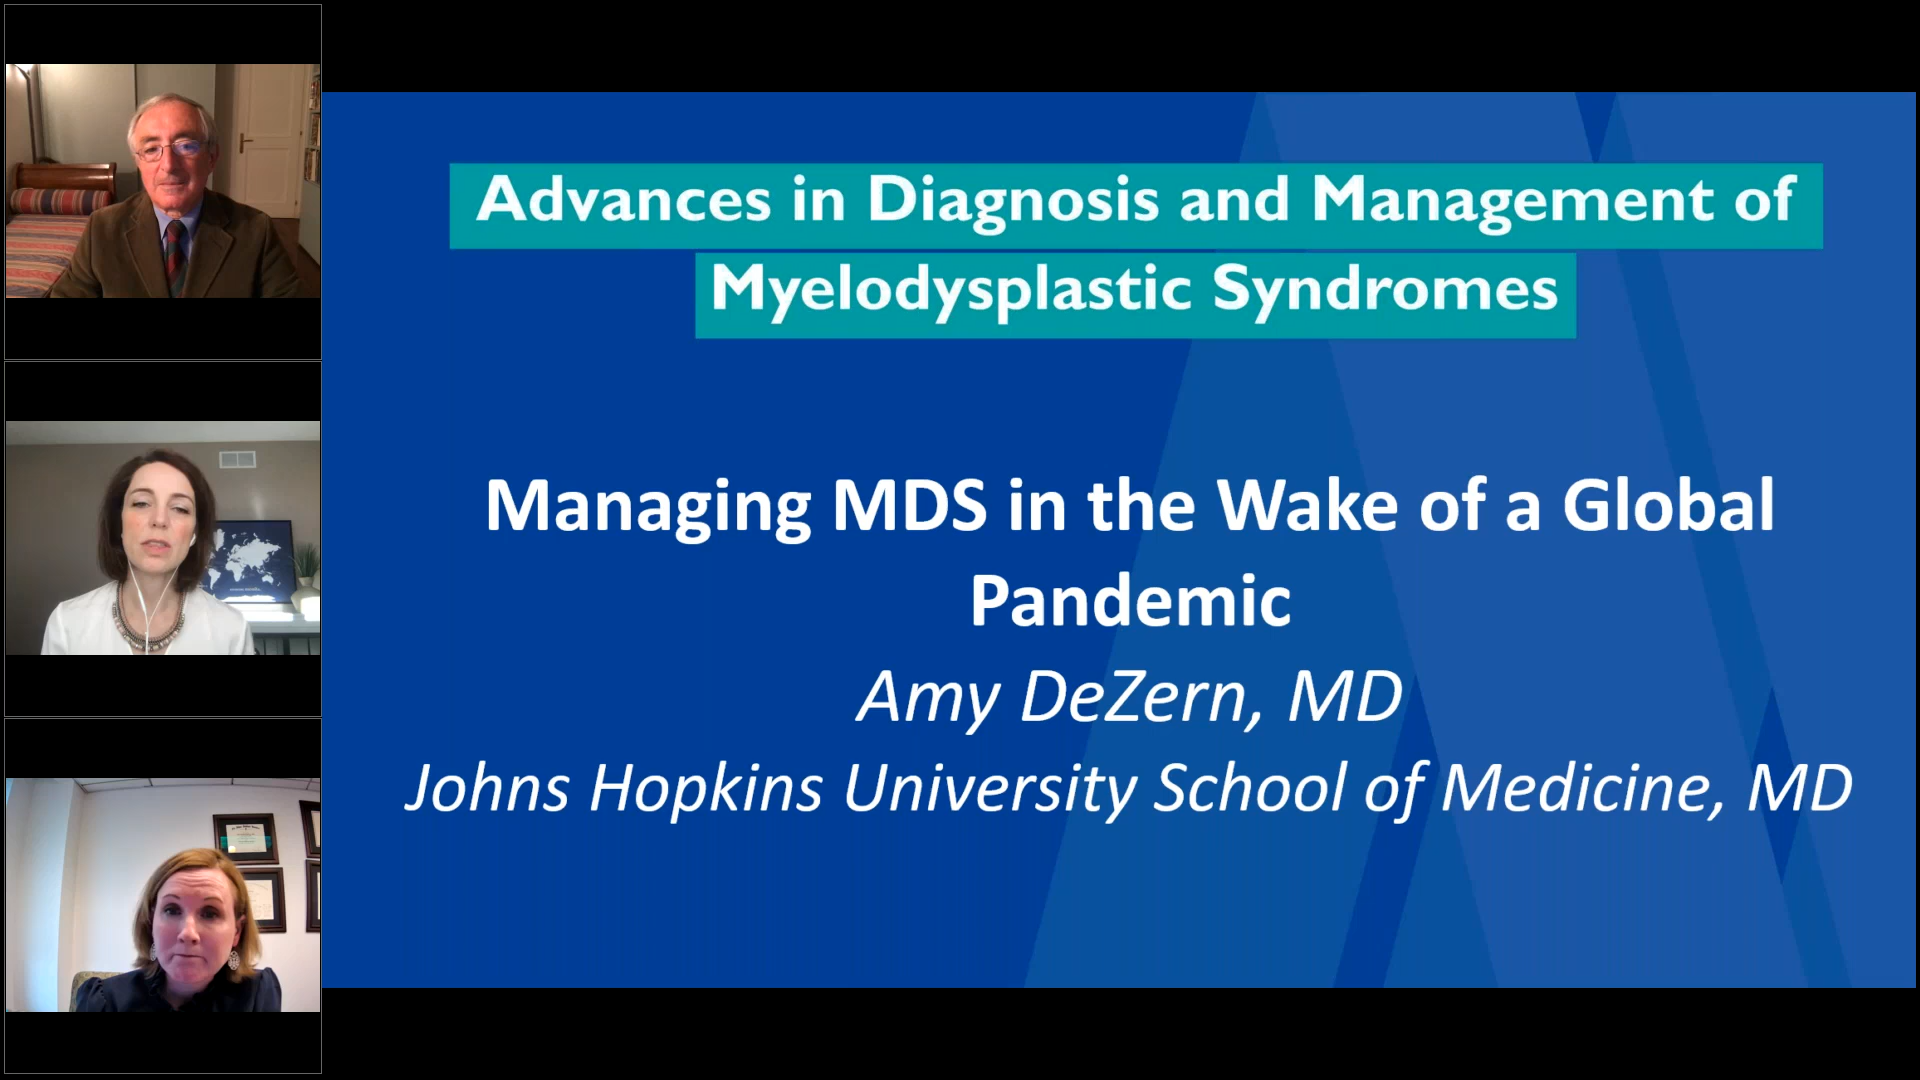 Advances in Diagnosis and Management of
Myelodysplastic Syndromes
Managing MDS in the Wake of a Global
Pandemic
Amy DeZern, MD
Johns Hopkins University School of Medicine, MD